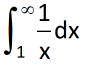 ∫₁^∞ 1/x dx